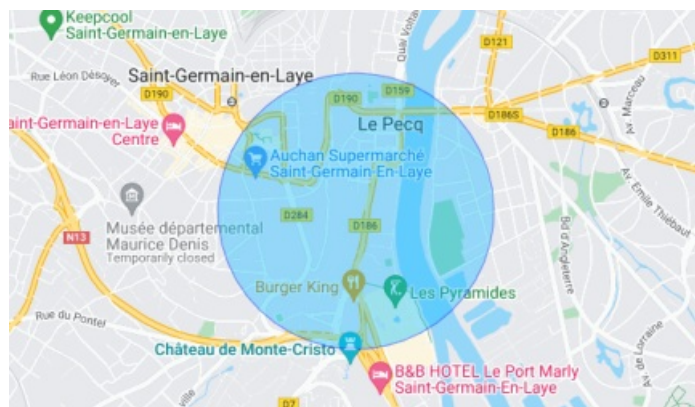 Keepcool
Saint-Germain-en-Laye
Quai Voltaire
D121
D311
Rue Léon Désoyer
Saint-Germain-en-Laye
D190
D190
D159
Av. Marceau
aint-Germain-en-Laye
Centre
Le Pecq
D186S
D186
Auchan Supermarché
Saint-Germain-En-Laye
Av. Emile Thiébaut
Musée départemental
Maurice Denis
Temporarily closed
D284
D186
N13
Bd d'Angleterre
Burger King
Les Pyramides
Rue du Pontel
Château de Monte-Cristo
de Lorraine
B&B HOTEL Le Port Marly
Saint-Germain-En-Laye
D7